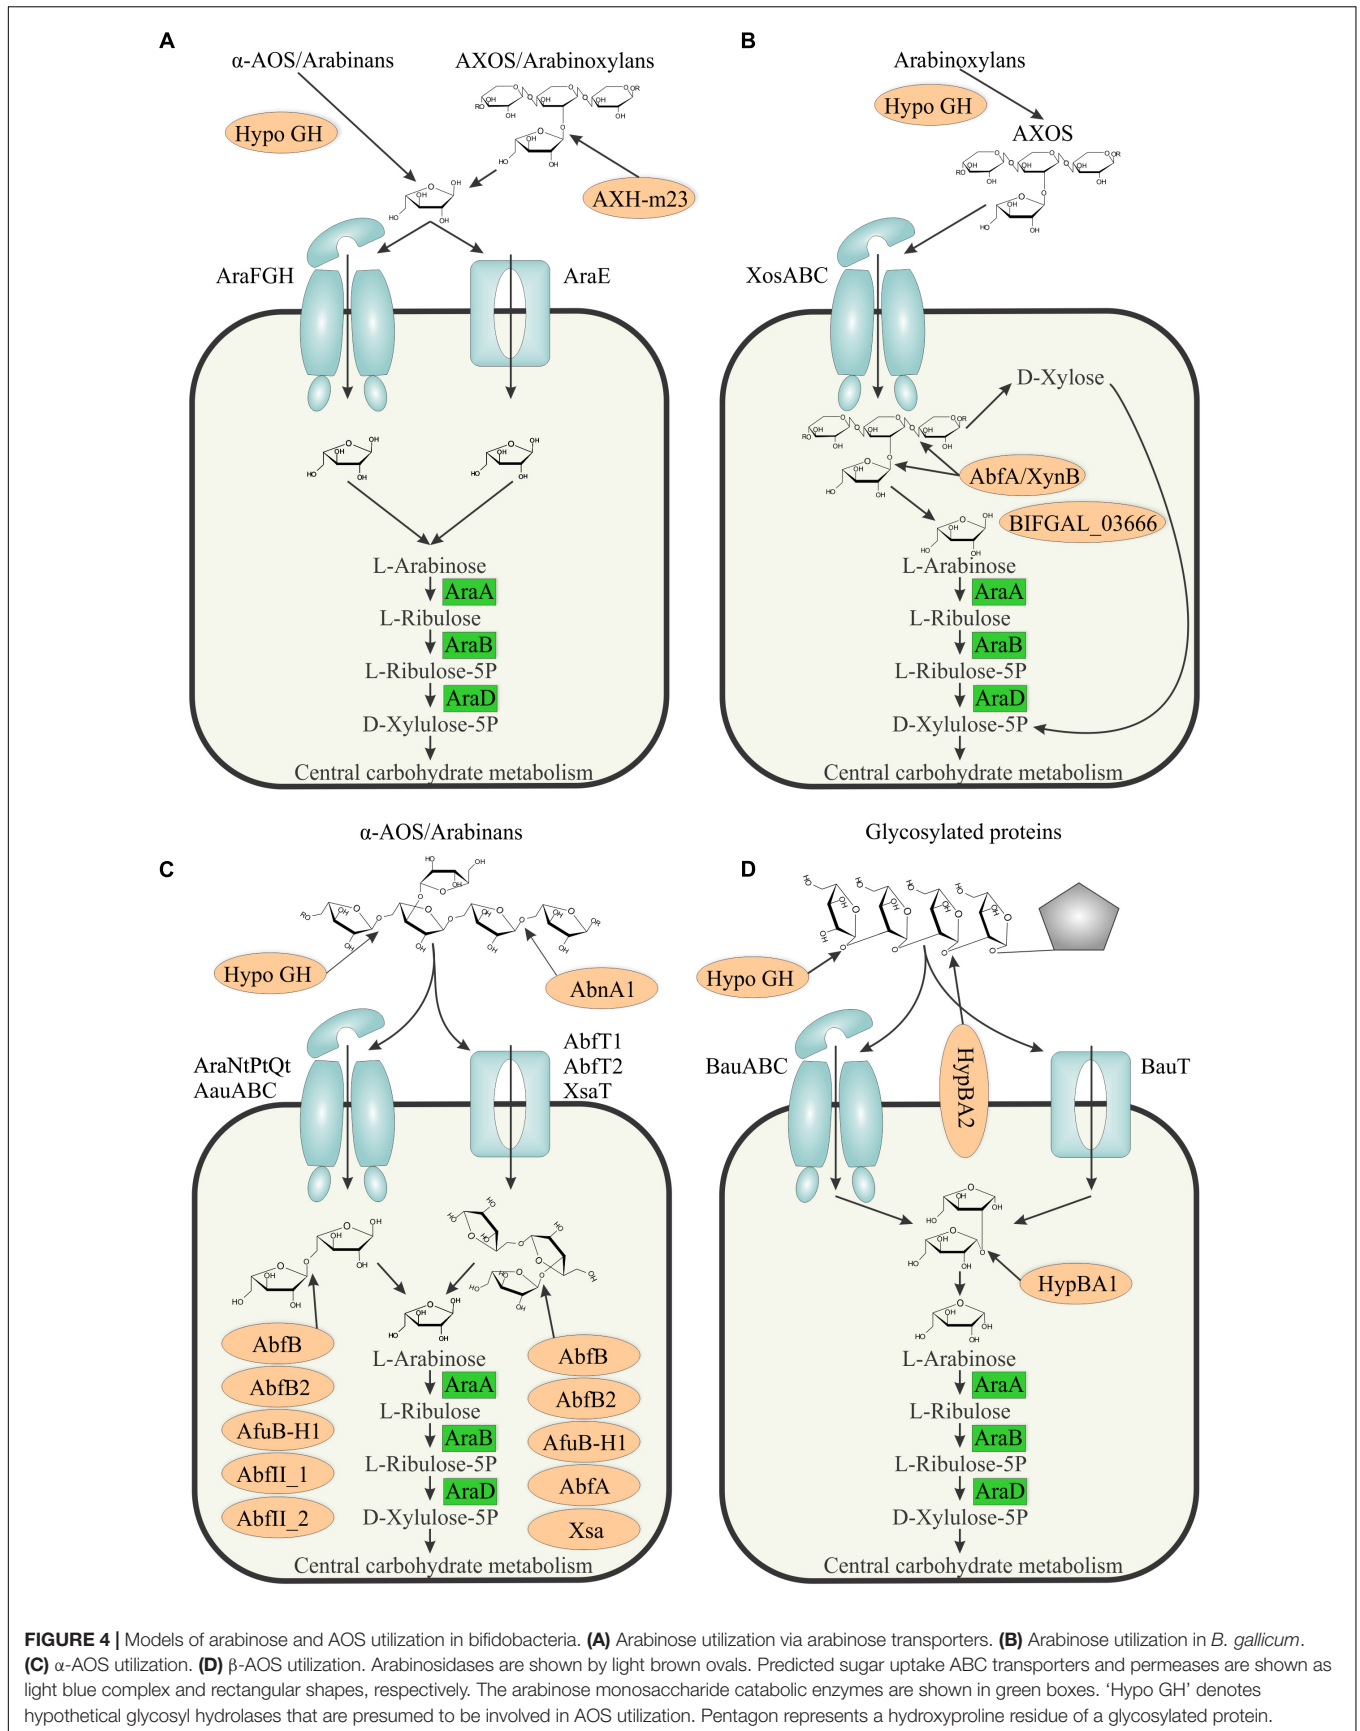 A
α-AOS/Arabinans
AXOS/Arabinoxylans
Hypo GH
AXH-m23
AraFGH
AraE
L-Arabinose
AraA
L-Ribulose
AraB
L-Ribulose-5P
AraD
D-Xylulose-5P
Central carbohydrate metabolism
B
Arabinoxylans
Hypo GH
AXOS
XosABC
D-Xylose
AbfA/XynB
BIFGAL_03666
L-Arabinose
AraA
L-Ribulose
AraB
L-Ribulose-5P
AraD
D-Xylulose-5P
Central carbohydrate metabolism
C
α-AOS/Arabinans
Hypo GH
AbnA1
AraNtPtQt
AauABC
AbfT1
AbfT2
XsaT
AbfB
AbfB2
AfuB-H1
AbfII_1
AbfII_2
AbfB
AbfB2
AfuB-H1
AbfA
Xsa
L-Arabinose
AraA
L-Ribulose
AraB
L-Ribulose-5P
AraD
D-Xylulose-5P
Central carbohydrate metabolism
D
Glycosylated proteins
Hypo GH
BauABC
HypBA2
BauT
HypBA1
L-Arabinose
AraA
L-Ribulose
AraB
L-Ribulose-5P
AraD
D-Xylulose-5P
Central carbohydrate metabolism
FIGURE 4 | Models of arabinose and AOS utilization in bifidobacteria. (A) Arabinose utilization via arabinose transporters. (B) Arabinose utilization in B. gallicum.
(C) α-AOS utilization. (D) β-AOS utilization. Arabinosidases are shown by light brown ovals. Predicted sugar uptake ABC transporters and permeases are shown as
light blue complex and rectangular shapes, respectively. The arabinose monosaccharide catabolic enzymes are shown in green boxes. ‘Hypo GH’ denotes
hypothetical glycosyl hydrolases that are presumed to be involved in AOS utilization. Pentagon represents a hydroxyproline residue of a glycosylated protein.